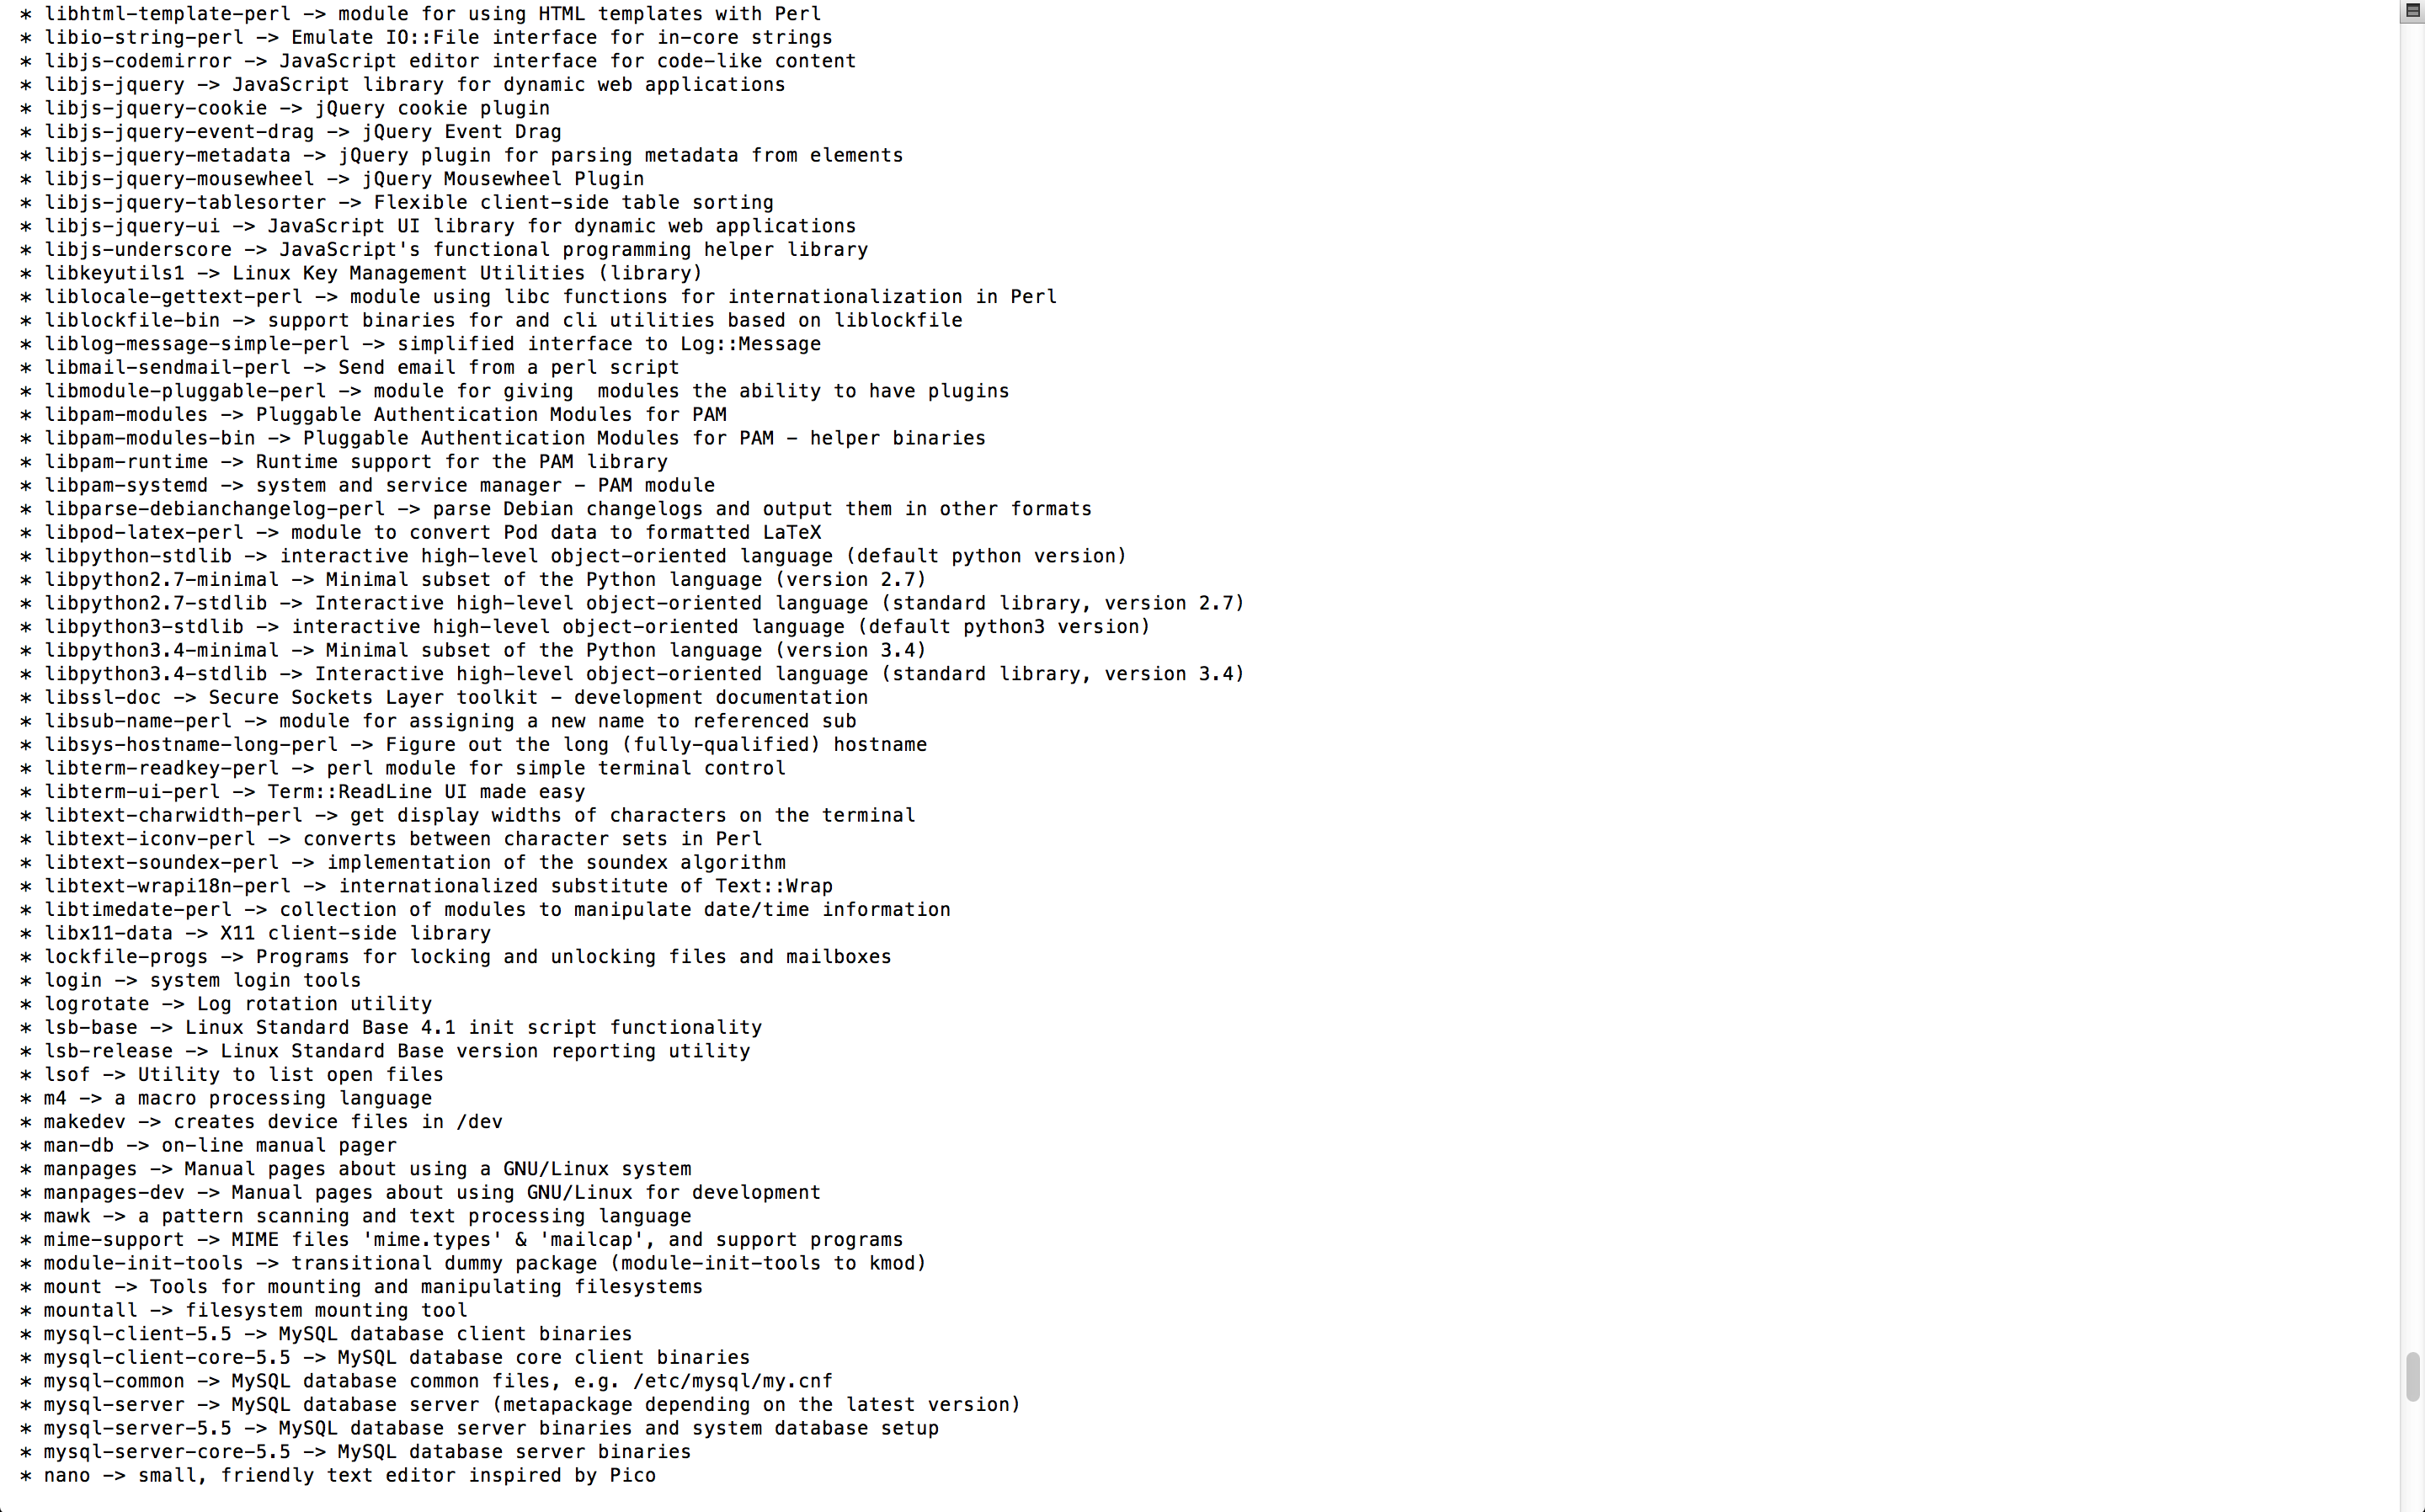 * libhtml-template-perl -> module for using HTML templates with Perl
* libio-string-perl -> Emulate IO::File interface for in-core strings
* libjs-codemirror -> JavaScript editor interface for code-like content
* libjs-jquery -> JavaScript library for dynamic web applications
* libjs-jquery-cookie -> jQuery cookie plugin
* libjs-jquery-event-drag -> jQuery Event Drag
* libjs-jquery-metadata -> jQuery plugin for parsing metadata from elements
* libjs-jquery-mousewheel -> jQuery Mousewheel Plugin
* libjs-jquery-tablesorter -> Flexible client-side table sorting
* libjs-jquery-ui -> JavaScript UI library for dynamic web applications
* libjs-underscore -> JavaScript's functional programming helper library
* libkeyutils1 -> Linux Key Management Utilities (library)
* liblocale-gettext-perl -> module using libc functions for internationalization in Perl
* liblockfile-bin -> support binaries for and cli utilities based on liblockfile
* liblog-message-simple-perl -> simplified interface to Log::Message
* libmail-sendmail-perl -> Send email from a perl script
* libmodule-pluggable-perl -> module for giving  modules the ability to have plugins
* libpam-modules -> Pluggable Authentication Modules for PAM
* libpam-modules-bin -> Pluggable Authentication Modules for PAM - helper binaries
* libpam-runtime -> Runtime support for the PAM library
* libpam-systemd -> system and service manager - PAM module
* libparse-debianchangelog-perl -> parse Debian changelogs and output them in other formats
* libpod-latex-perl -> module to convert Pod data to formatted LaTeX
* libpython-stdlib -> interactive high-level object-oriented language (default python version)
* libpython2.7-minimal -> Minimal subset of the Python language (version 2.7)
* libpython2.7-stdlib -> Interactive high-level object-oriented language (standard library, version 2.7)
* libpython3-stdlib -> interactive high-level object-oriented language (default python3 version)
* libpython3.4-minimal -> Minimal subset of the Python language (version 3.4)
* libpython3.4-stdlib -> Interactive high-level object-oriented language (standard library, version 3.4)
* libssl-doc -> Secure Sockets Layer toolkit - development documentation
* libsub-name-perl -> module for assigning a new name to referenced sub
* libsys-hostname-long-perl -> Figure out the long (fully-qualified) hostname
* libterm-readkey-perl -> perl module for simple terminal control
* libterm-ui-perl -> Term::ReadLine UI made easy
* libtext-charwidth-perl -> get display widths of characters on the terminal
* libtext-iconv-perl -> converts between character sets in Perl
* libtext-soundex-perl -> implementation of the soundex algorithm
* libtext-wrapi18n-perl -> internationalized substitute of Text::Wrap
* libtimedate-perl -> collection of modules to manipulate date/time information
* libx11-data -> X11 client-side library
* lockfile-progs -> Programs for locking and unlocking files and mailboxes
* login -> system login tools
* logrotate -> Log rotation utility
* lsb-base -> Linux Standard Base 4.1 init script functionality
* lsb-release -> Linux Standard Base version reporting utility
* lsof -> Utility to list open files
* m4 -> a macro processing language
* makedev -> creates device files in /dev
* man-db -> on-line manual pager
* manpages -> Manual pages about using a GNU/Linux system
* manpages-dev -> Manual pages about using GNU/Linux for development
* mawk -> a pattern scanning and text processing language
* mime-support -> MIME files 'mime.types' & 'mailcap', and support programs
* module-init-tools -> transitional dummy package (module-init-tools to kmod)
* mount -> Tools for mounting and manipulating filesystems
* mountall -> filesystem mounting tool
* mysql-client-5.5 -> MySQL database client binaries
* mysql-client-core-5.5 -> MySQL database core client binaries
* mysql-common -> MySQL database common files, e.g. /etc/mysql/my.cnf
* mysql-server -> MySQL database server (metapackage depending on the latest version)
* mysql-server-5.5 -> MySQL database server binaries and system database setup
* mysql-server-core-5.5 -> MySQL database server binaries
* nano -> small, friendly text editor inspired by Pico